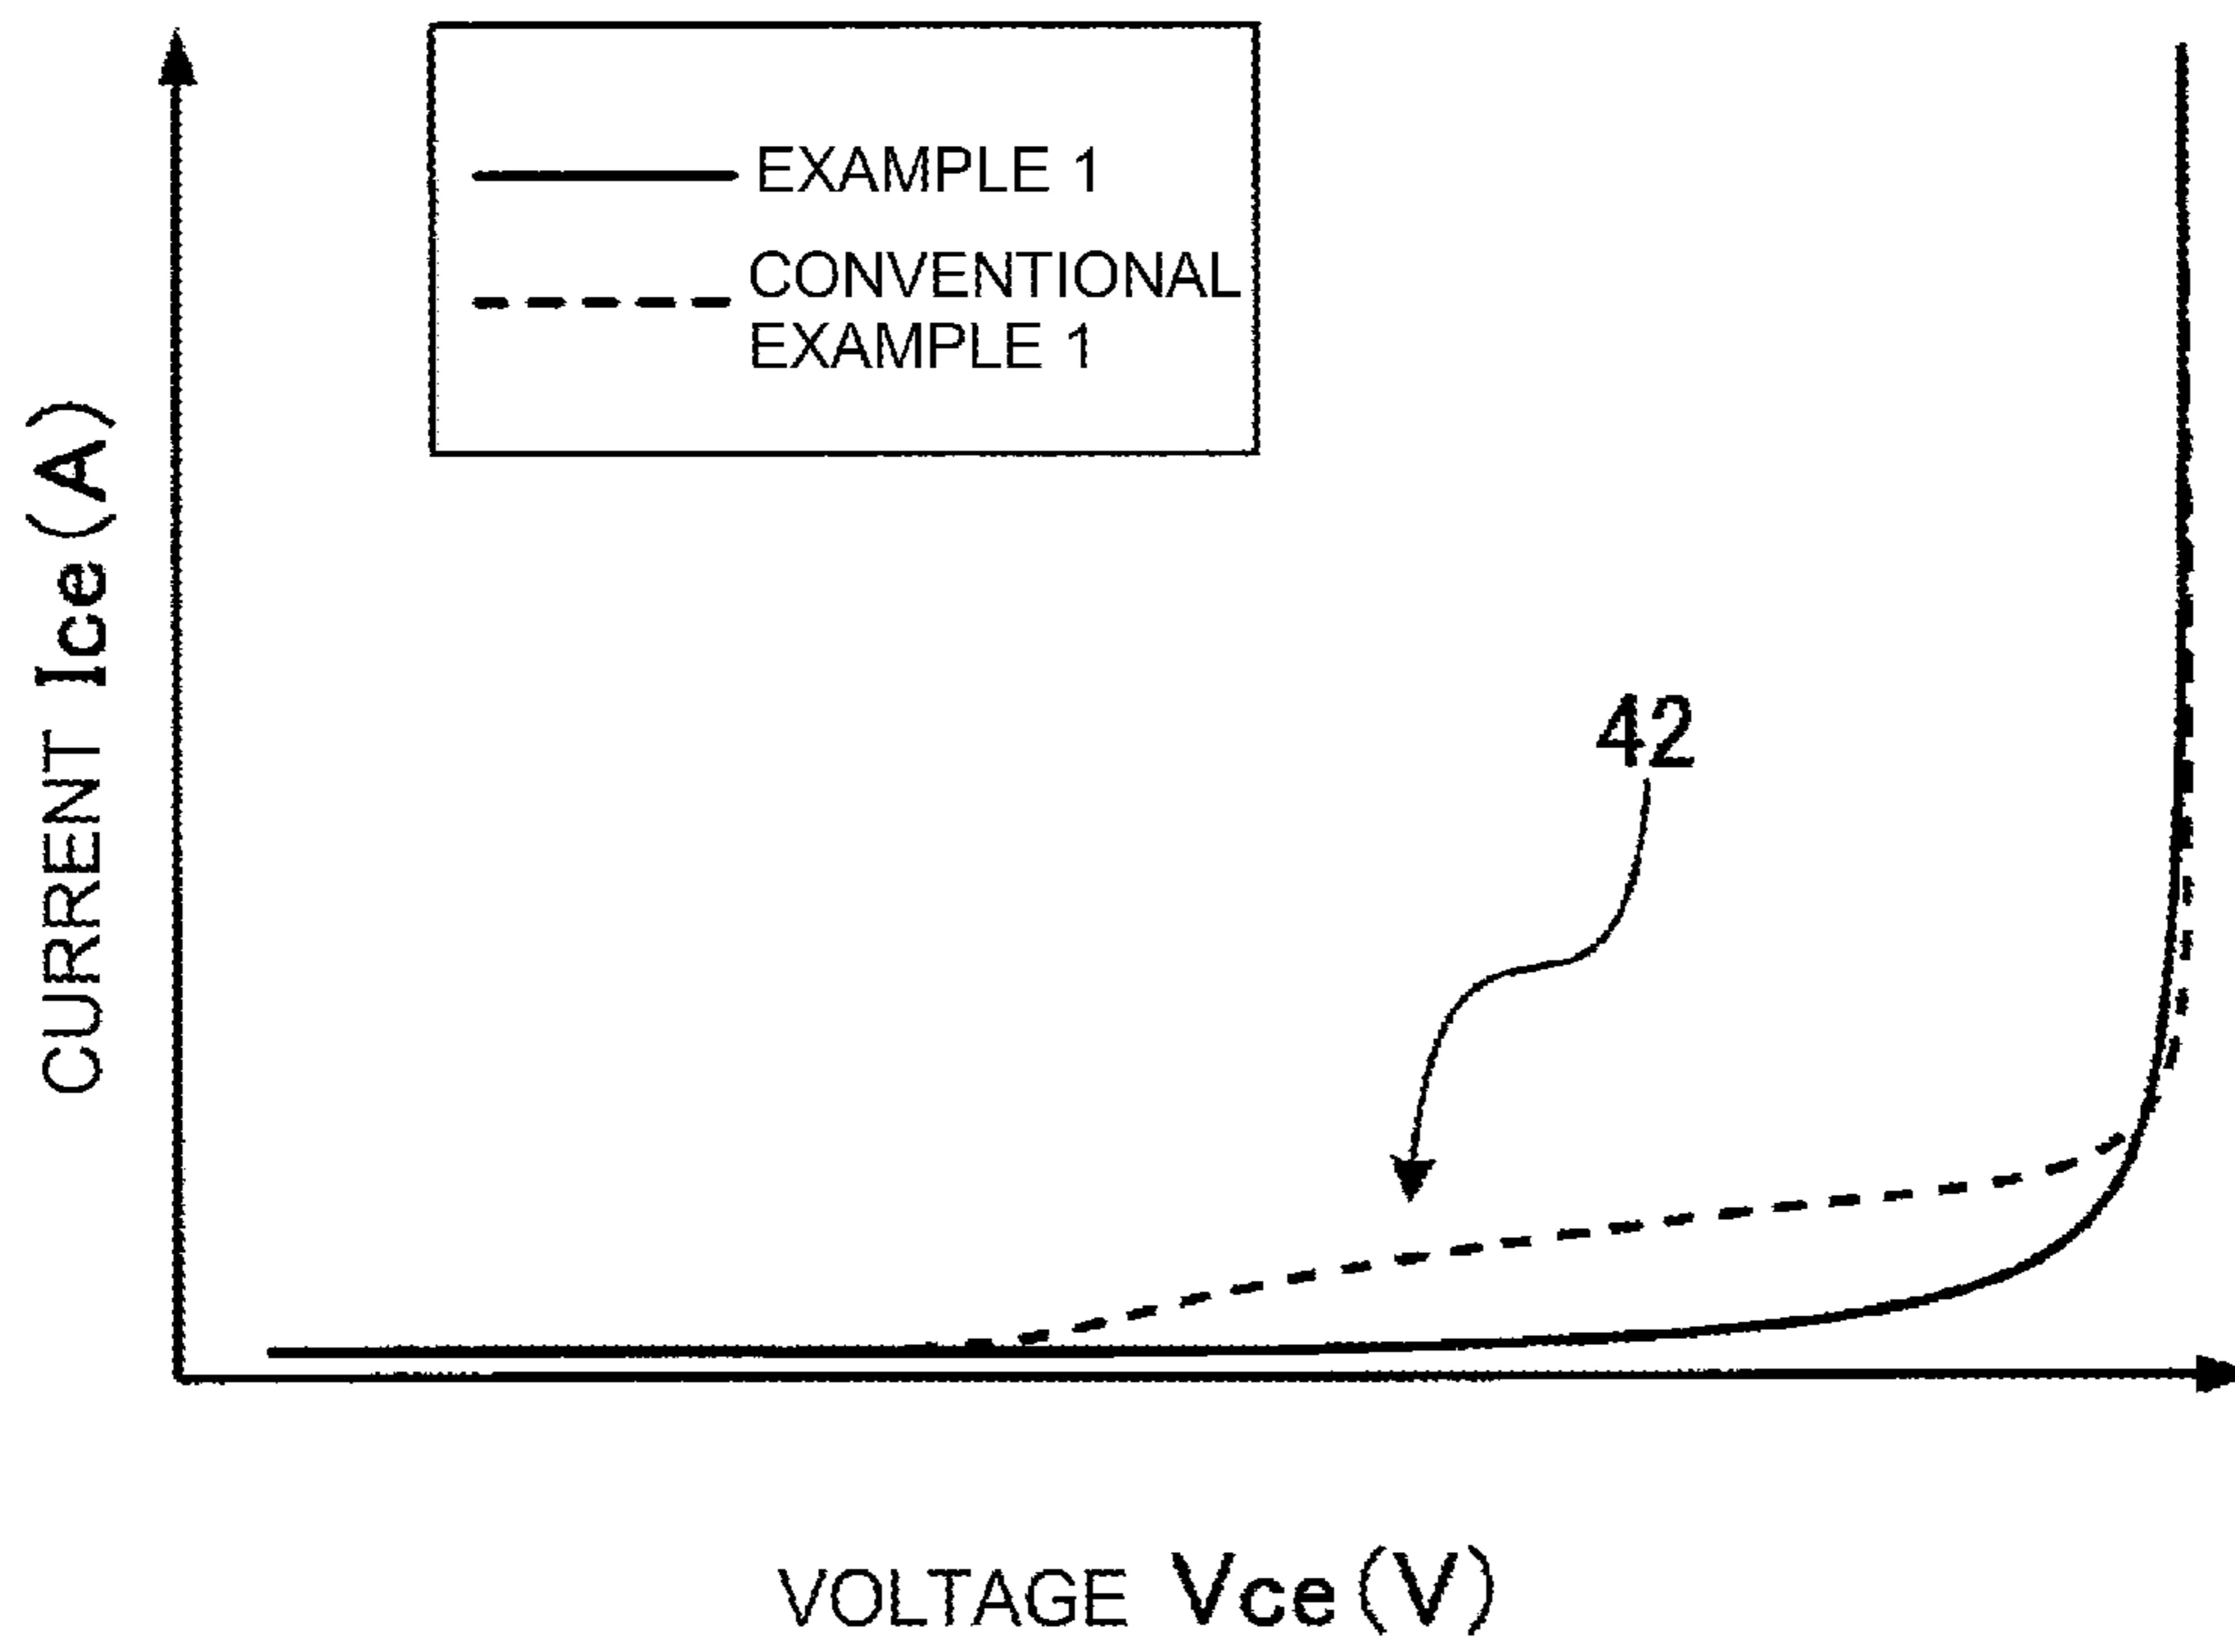 EXAMPLE 1
CONVENTIONAL
EXAMPLE 1
CURRENT Ice(A)
42
VOLTAGE Vce(V)